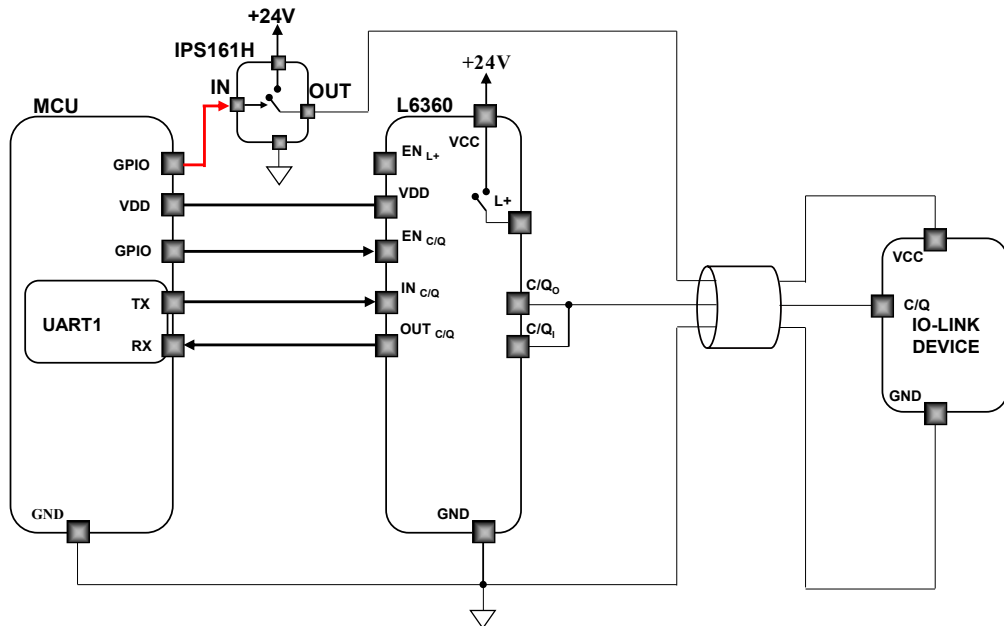 +24V
IPS161H
IN
OUT
+24V
MCU
L6360
VCC
GPIO
EN L+
VDD
VDD
L+
GPIO
EN C/Q
VCC
UART1
TX
IN C/Q
C/QO
C/Q
RX
OUT C/Q
C/QI
IO-LINK
DEVICE
GND
GND
GND